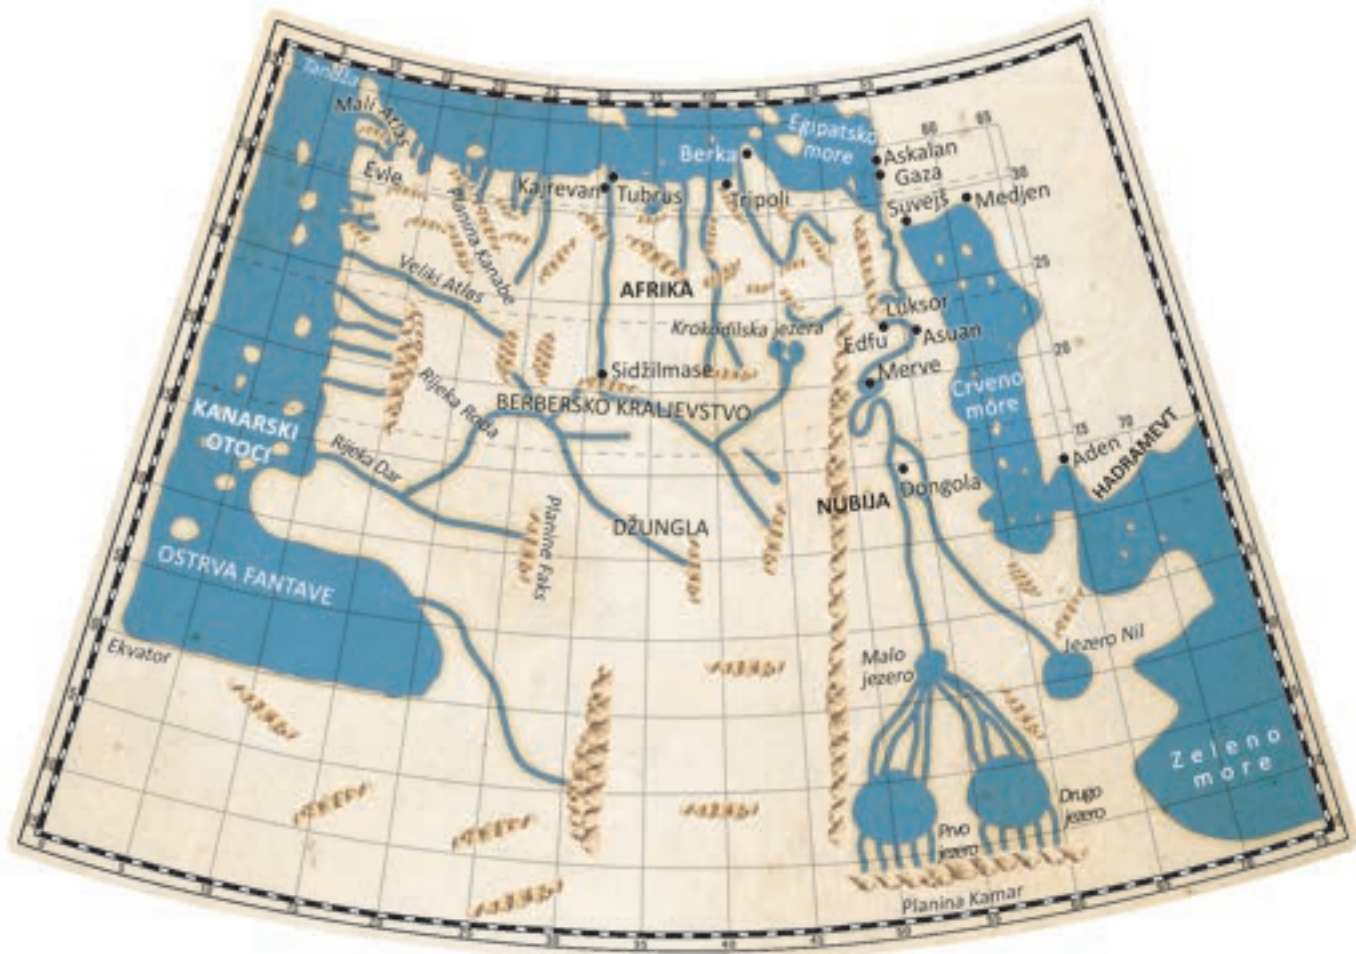 Tandža
Mali Atlas
Evle
Planina Kanabe
Kajrevan
Tubrus
Berka
Tripoli
Egipatsko
more
Askalan
Gaza
Suvejš
Medjen
Veliki Atlas
AFRIKA
Krokodilska jezera
Luksor
Edfu
Asuan
Merve
Sidžilmase
Crveno
more
Rijeka Roda
BERBERSKO KRALJEVSTVO
KANARSKI
OTOCI
Rijeka Dar
Aden
HADRAMEVT
NUBIJA
Dongola
Planine Faks
DŽUNGLA
OSTRVA FANTAVE
Ekvator
Malo
jezero
Jezero Nil
Zeleno
more
Prvo
jezero
Drugo
jezero
Planina Kamar